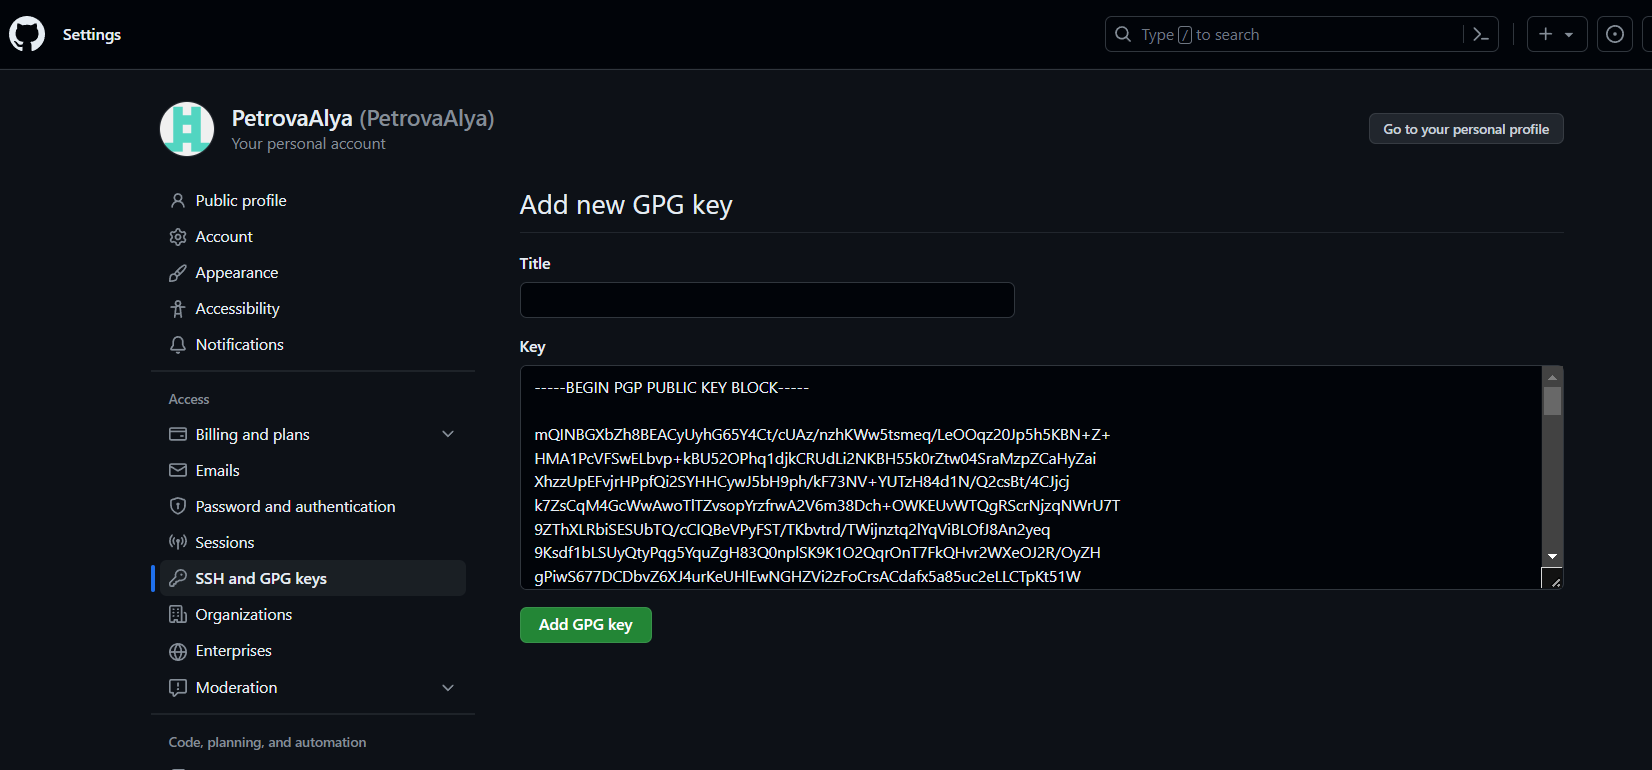 Settings
Type / to search
PetrovaAlya (PetrovaAlya)
Your personal account
Go to your personal profile
Public profile
Account
Appearance
Accessibility
Notifications
Access
Billing and plans
Emails
Password and authentication
Sessions
SSH and GPG keys
Organizations
Enterprises
Moderation
Code, planning, and automation
Add new GPG key
Title
Key
-----BEGIN PGP PUBLIC KEY BLOCK-----
mQINBGXbZh8BEACyUyhG65Y4Ct/cUAz/nzhKWw5tsmeq/LeOOqz20Jp5h5KBN+Z+
HMA1PcVFSwELbvp+kBU52OPhq1djkCRUdLi2NKBH55k0rZtw04SraMzpZCaHyZai
XhzzUpEFvjrHPpfQi2SYHHCywJ5bH9ph/kF73NV+YUTzH84d1N/Q2csBt/4CJjcj
k7ZsCqM4GcWwAwoTlTZvsopYrzfrwA2V6m38Dch+OWKEUvWTQgRScrNjzqNWrU7T
9ZThXLRbiSESUbTQ/cCIQBeVPyFST/TKbvtrd/TWijnztq2lYqViBLOfJ8An2yeq
9Ksdf1bLSUyQtyPqg5YquZgH83Q0nplSK9K1O2QqrOnT7FkQHvr2WXeOJ2R/OyZH
gPiwS677DCDbvZ6XJ4urKeUHlEwNGHZVi2zFoCrsACdafx5a85uc2eLLCTpKt51W
Add GPG key